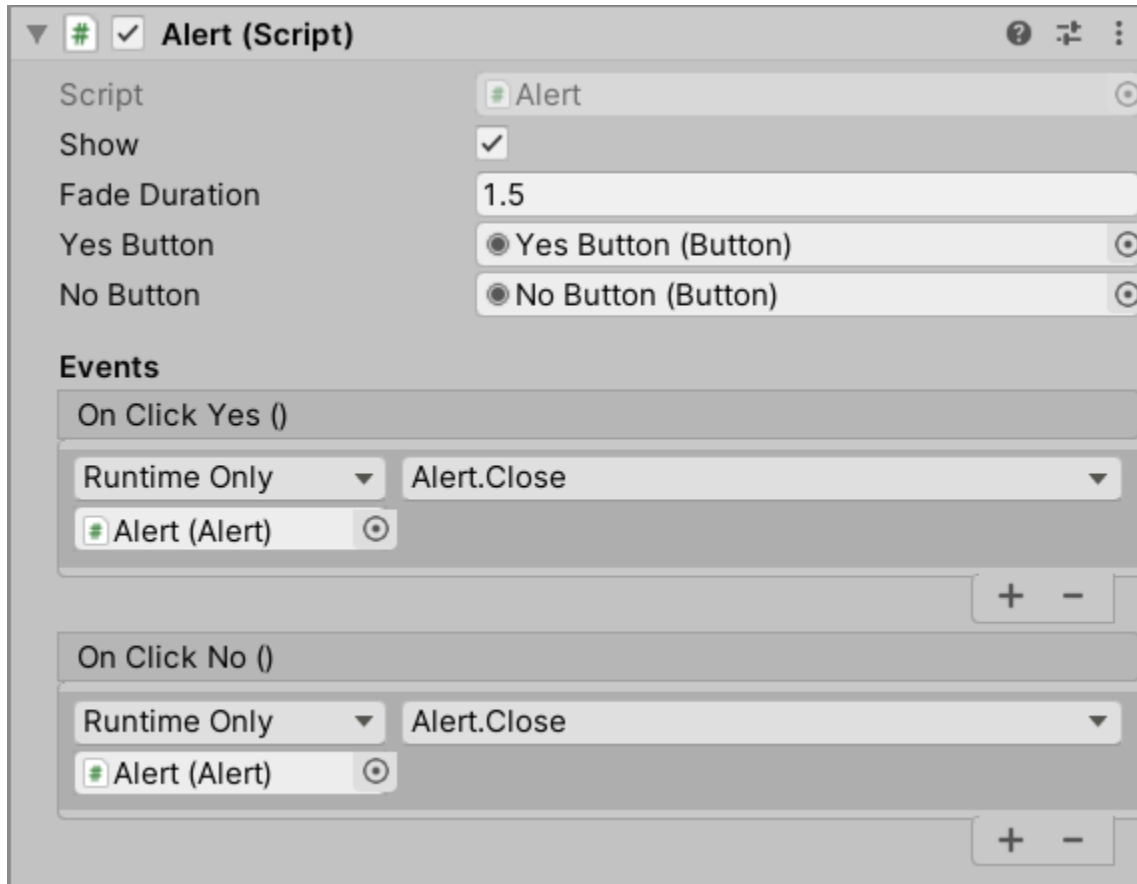 Alert (Script)
Script Alert
Show
Fade Duration 1.5
Yes Button Yes Button (Button)
No Button No Button (Button)
Events
On Click Yes ()
Runtime Only Alert.Close
Alert (Alert)
On Click No ()
Runtime Only Alert.Close
Alert (Alert)